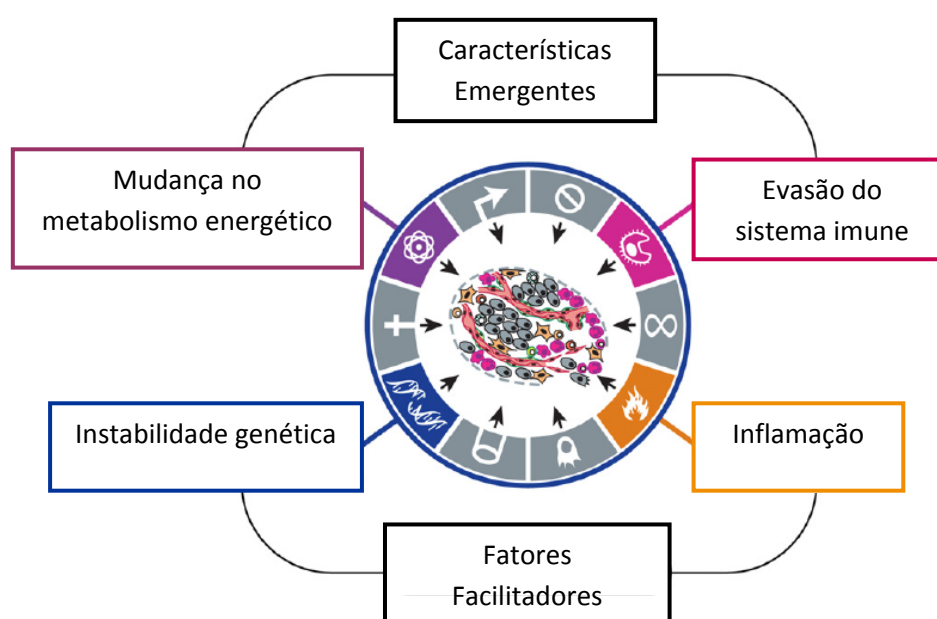 Características
Emergentes
Mudança no
metabolismo energético
Evasão do
sistema imune
Instabilidade genética
Inflamação
Fatores
Facilitadores